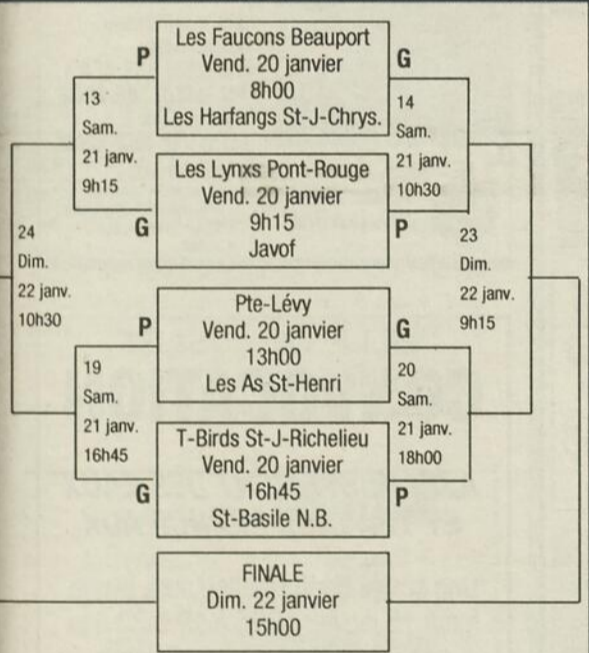 P
Les Faucons Beauport
Vend. 20 janvier
8h00
Les Harfangs St-J-Chrys.
G
13
Sam.
21 janv.
9h15
14
Sam.
21 janv.
10h30
G
Les Lynxs Pont-Rouge
Vend. 20 janvier
9h15
Javof
P
24
Dim.
22 janv.
10h30
23
Dim.
22 janv.
9h15
P
Pte-Lévy
Vend. 20 janvier
13h00
Les As St-Henri
G
19
Sam.
21 janv.
16h45
20
Sam.
21 janv.
18h00
G
T-Birds St-J-Richelieu
Vend. 20 janvier
16h45
St-Basile N.B.
P
FINALE
Dim. 22 janvier
15h00